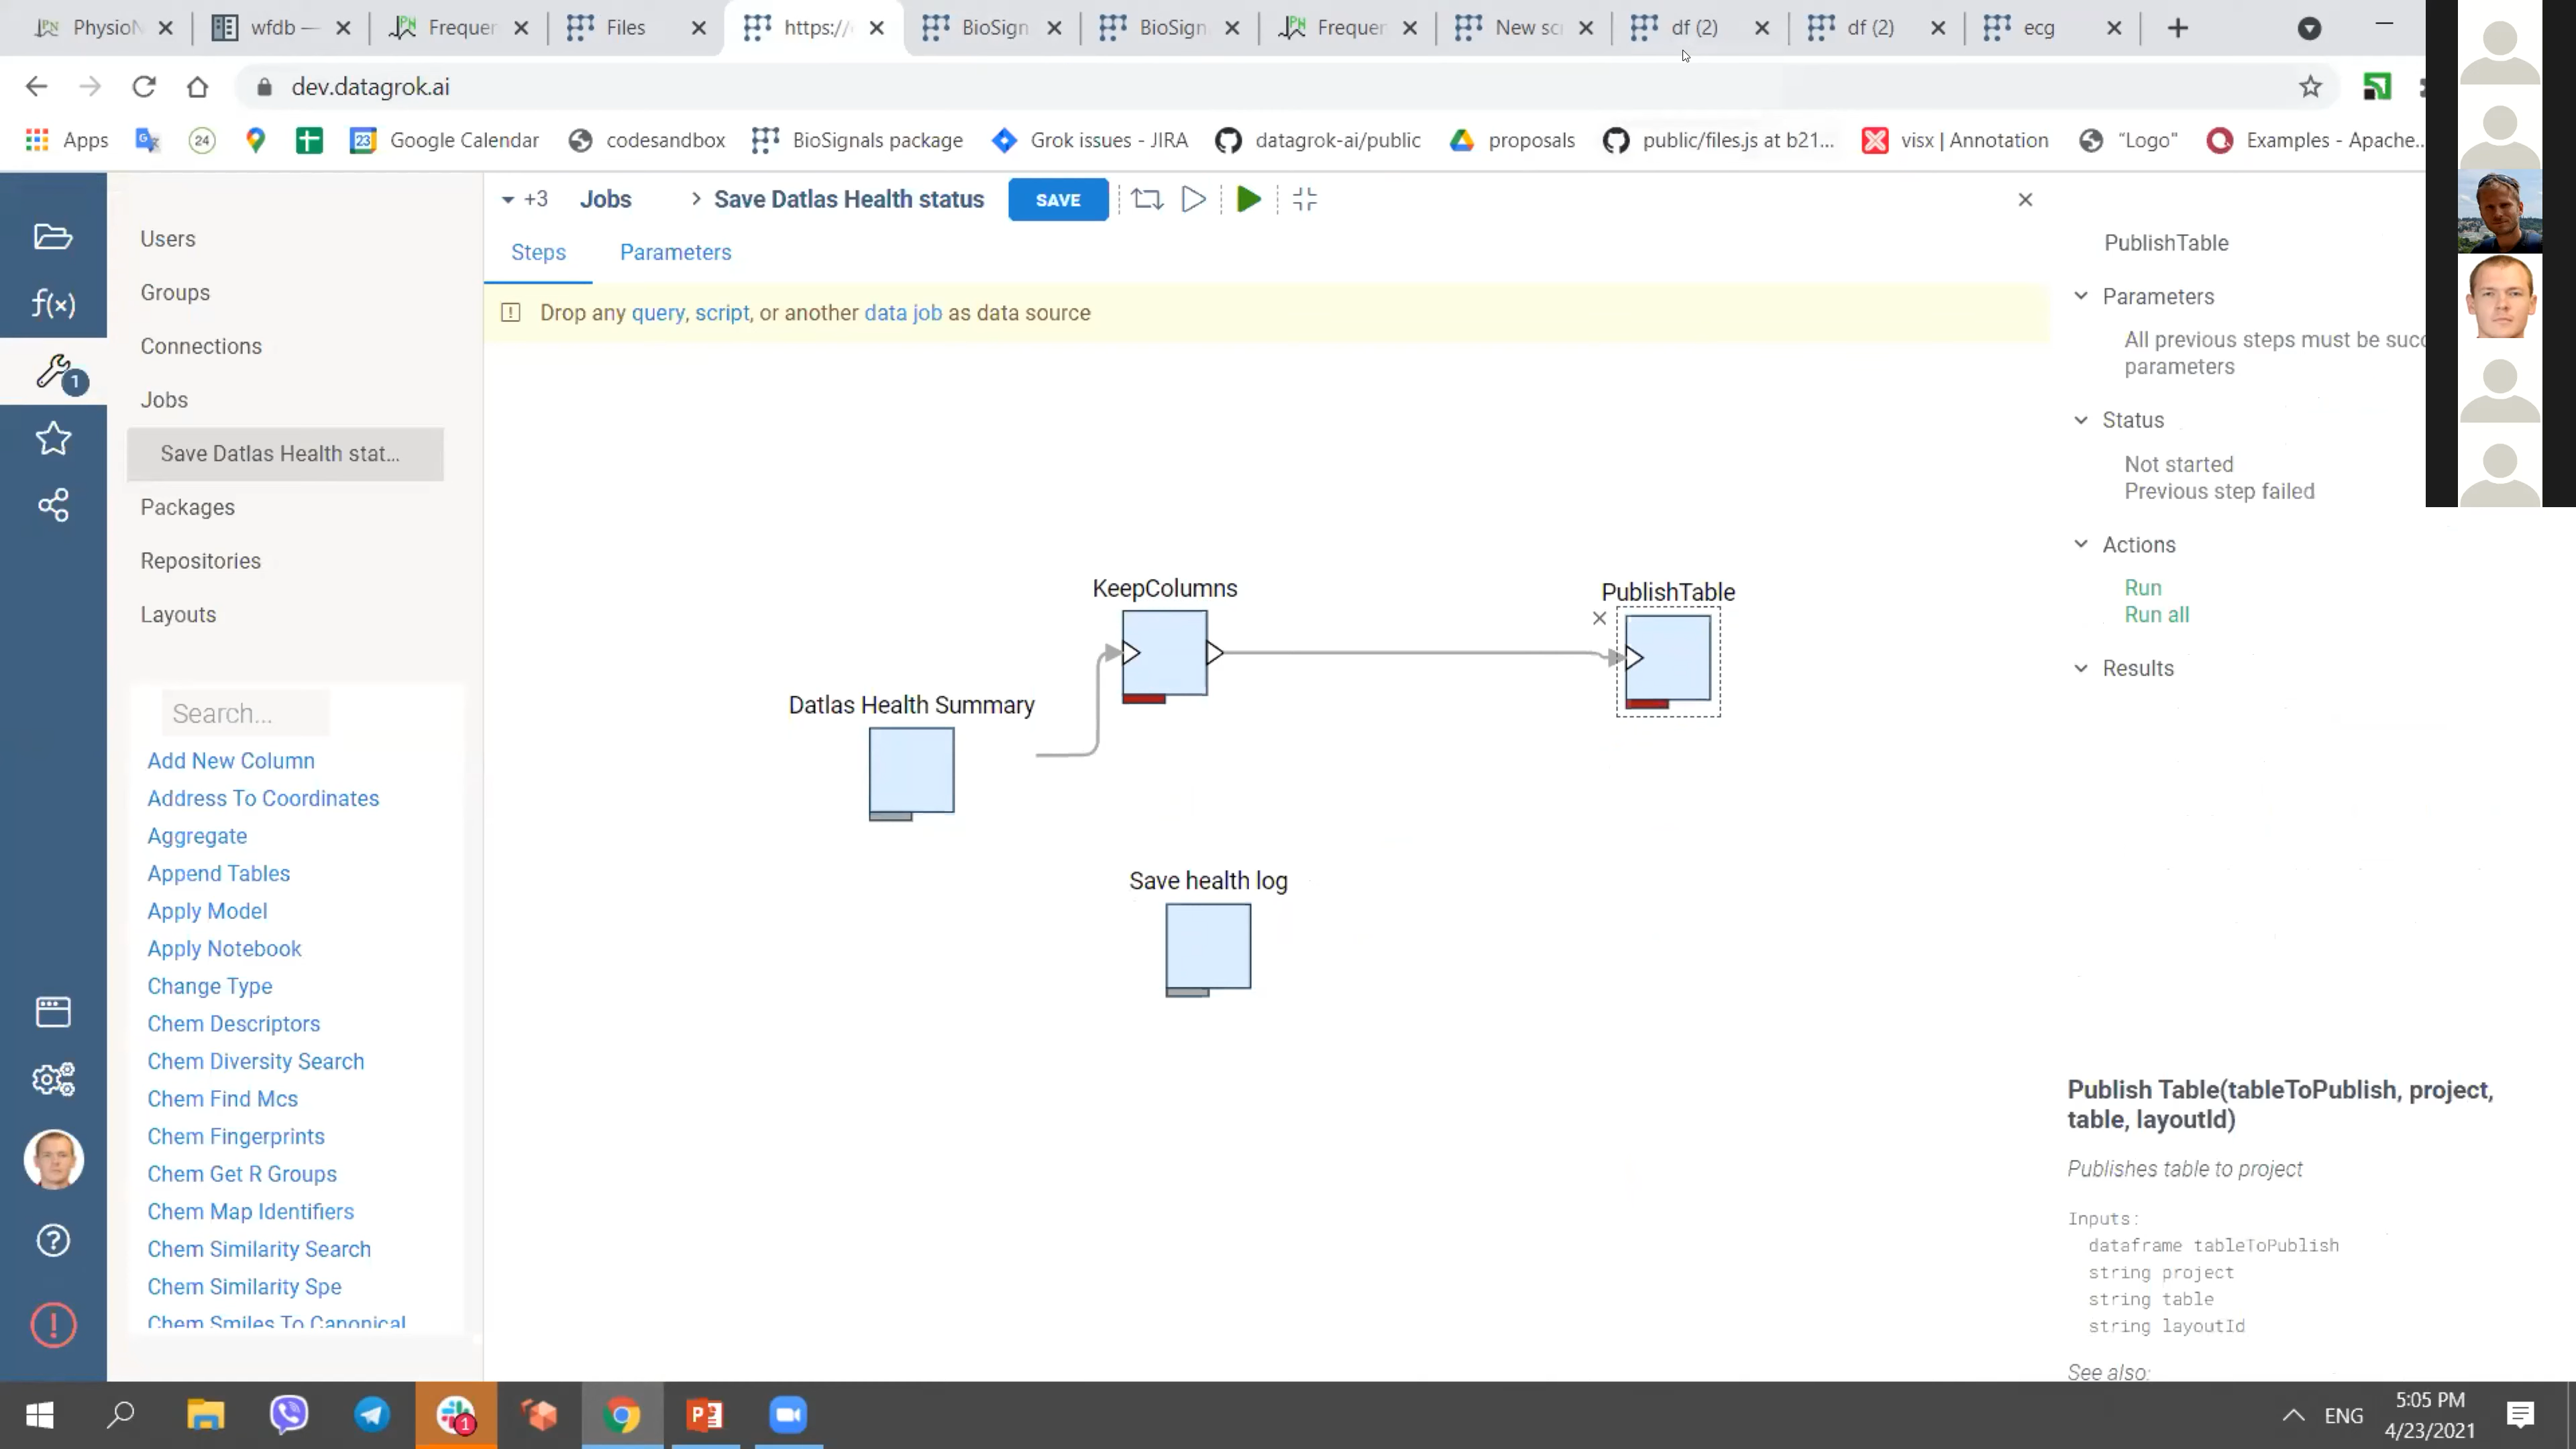 PhysioN
wfdb —
Frequen
Files
https://
BioSign
BioSign
Frequen
New sc
df (2)
df (2)
ecg
dev.datagrok.ai
Apps
24
23
Google Calendar
codesandbox
BioSignals package
Grok issues - JIRA
datagrok-ai/public
proposals
public/files.js at b21...
visx | Annotation
“Logo”
Examples - Apache...
Users
Groups
Connections
Jobs
Save Datlas Health stat...
Packages
Repositories
Layouts
f(x)
1
Search...
Add New Column
Address To Coordinates
Aggregate
Append Tables
Apply Model
Apply Notebook
Change Type
Chem Descriptors
Chem Diversity Search
Chem Find Mcs
Chem Fingerprints
Chem Get R Groups
Chem Map Identifiers
Chem Similarity Search
Chem Similarity Spe
Chem Smiles To Canonical
+3 Jobs > Save Datlas Health status SAVE
Steps Parameters
Drop any query, script, or another data job as data source
KeepColumns
PublishTable
Datlas Health Summary
Save health log
PublishTable
Parameters
All previous steps must be succ
parameters
Status
Not started
Previous step failed
Actions
Run
Run all
Results
Publish Table(tableToPublish, project,
table, layoutId)
Publishes table to project
Inputs:
dataframe tableToPublish
string project
string table
string layoutId
See also:
1
ENG
5:05 PM
4/23/2021